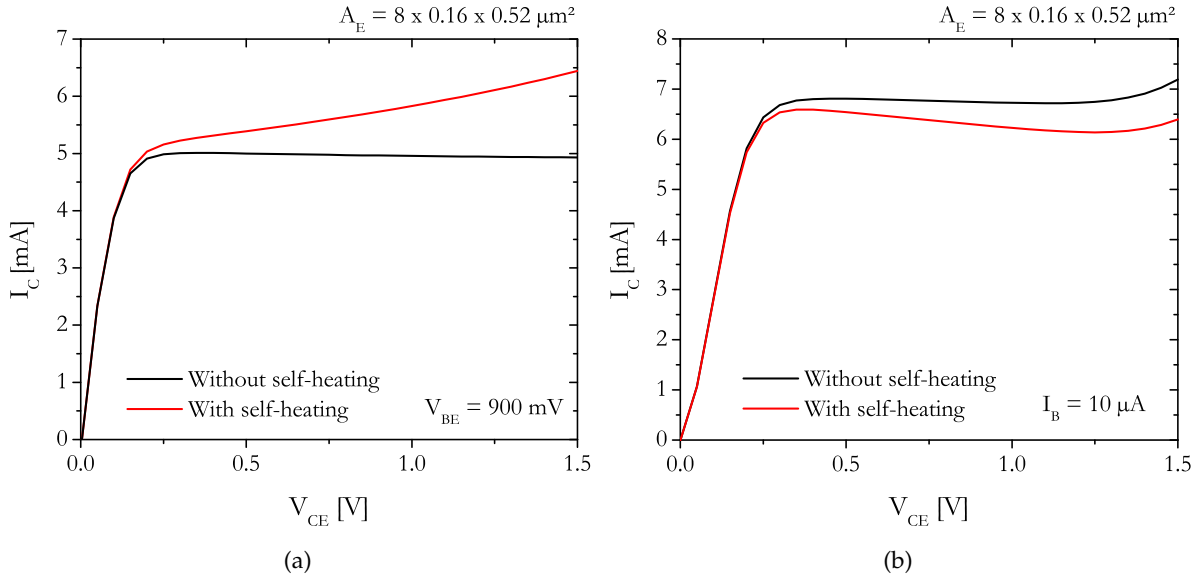 A_E = 8 x 0.16 x 0.52 µm²
7
6
5
4
3
2
1
0
I_C [mA]
Without self-heating
With self-heating
V_BE = 900 mV
0.0 0.5 1.0 1.5
V_CE [V]
(a)
A_E = 8 x 0.16 x 0.52 µm²
8
7
6
5
4
3
2
1
0
I_C [mA]
Without self-heating
With self-heating
I_B = 10 µA
0.0 0.5 1.0 1.5
V_CE [V]
(b)